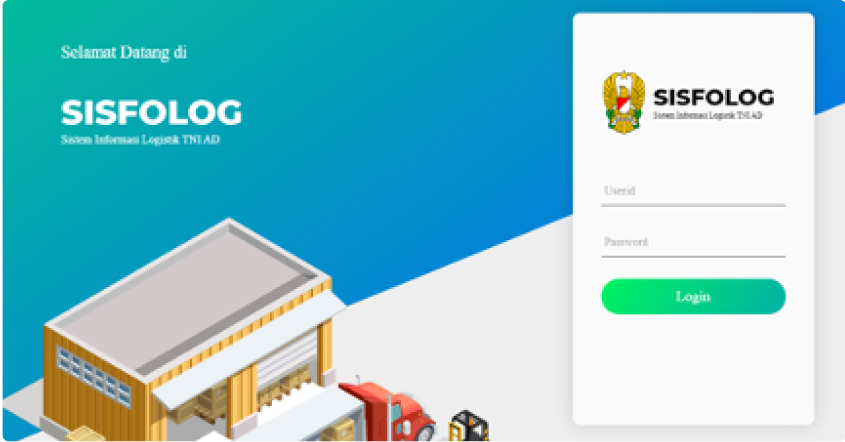 Selamat Datang di
SISFOLOG
Sistem Informasi Logistik TNI AD
SISFOLOG
Sistem Informasi Logistik TNI AD
Userid
Password
Login